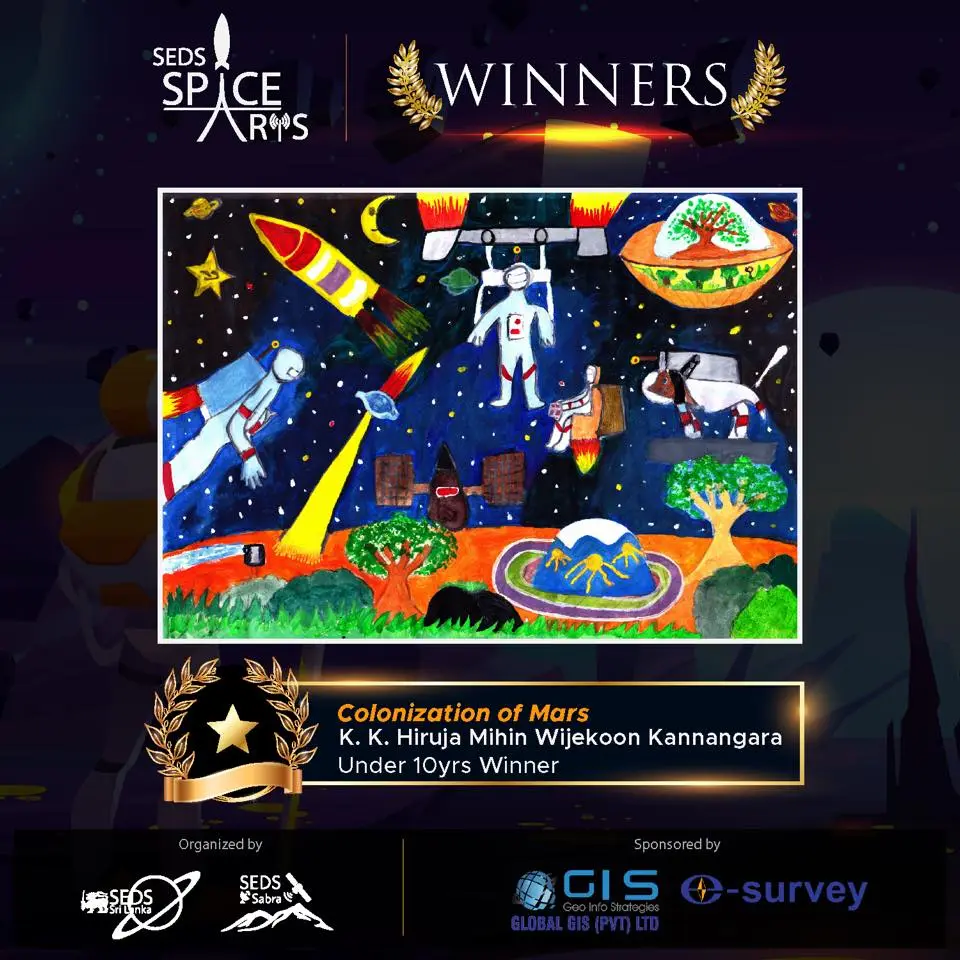 SEDS
SPACE
ARTS
WINNERS
Colonization of Mars
K. K. Hiruja Mihin Wijekoon Kannangara
Under 10yrs Winner
Organized by
Sponsored by
SEDS
Sri Lanka
SEDS
Sabra
GIS
Geo Info Strategies
GLOBAL GIS (PVT) LTD
e-survey